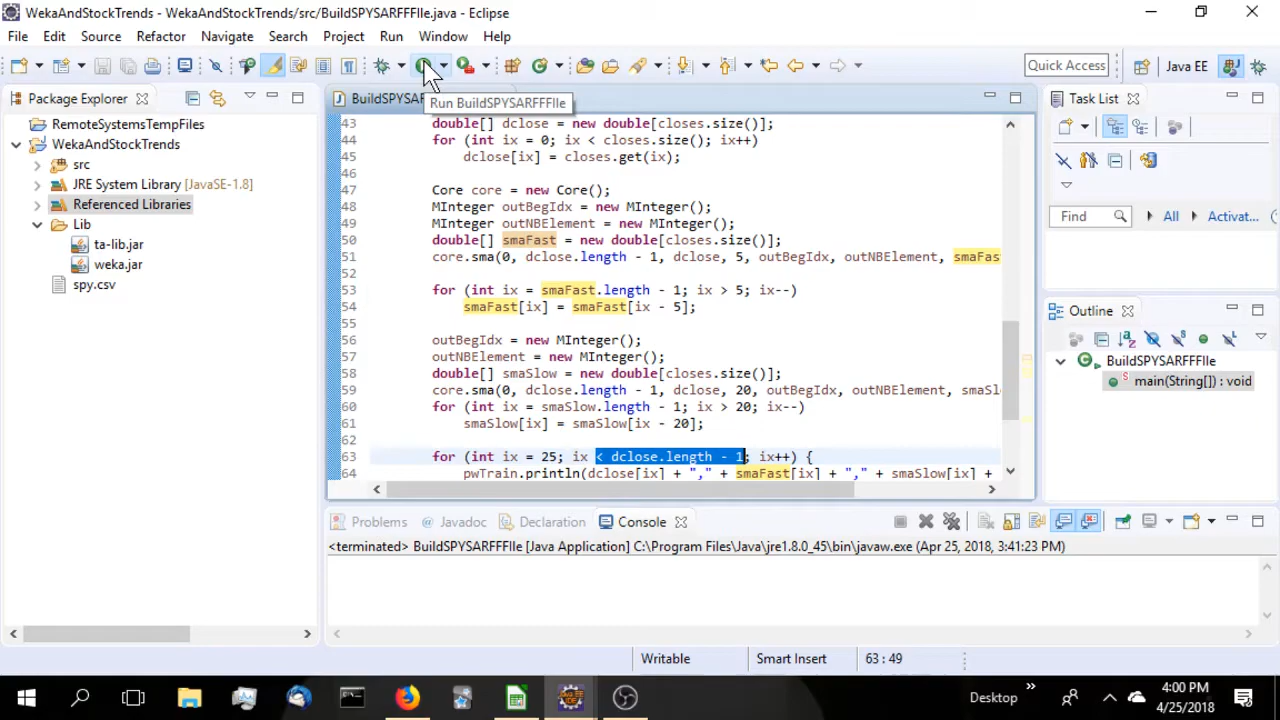 WekaAndStockTrends - WekaAndStockTrends/src/BuildSPYSARFFFIle.java - Eclipse
File Edit Source Refactor Navigate Search Project Run Window Help
Quick Access
Java EE
Package Explorer
RemoteSystemsTempFiles
WekaAndStockTrends
src
JRE System Library [JavaSE-1.8]
Referenced Libraries
Lib
ta-lib.jar
weka.jar
spy.csv
BuildSPYSARF
Run BuildSPYSARFFFIle
43 double[] dclose = new double[closes.size()];
44 for (int ix = 0; ix < closes.size(); ix++)
45 dclose[ix] = closes.get(ix);
46
47 Core core = new Core();
48 MInteger outBegIdx = new MInteger();
49 MInteger outNBElement = new MInteger();
50 double[] smaFast = new double[closes.size()];
51 core.sma(0, dclose.length - 1, dclose, 5, outBegIdx, outNBElement, smaFas
52
53 for (int ix = smaFast.length - 1; ix > 5; ix--)
54 smaFast[ix] = smaFast[ix - 5];
55
56 outBegIdx = new MInteger();
57 outNBElement = new MInteger();
58 double[] smaSlow = new double[closes.size()];
59 core.sma(0, dclose.length - 1, dclose, 20, outBegIdx, outNBElement, smaSl
60 for (int ix = smaSlow.length - 1; ix > 20; ix--)
61 smaSlow[ix] = smaSlow[ix - 20];
62
63 for (int ix = 25; ix < dclose.length - 1; ix++) {
64 pwTrain.println(dclose[ix] + "," + smaFast[ix] + "," + smaSlow[ix] +
Task List
Find All Activat...
Outline
BuildSPYSARFFFIle
main(String[]) : void
Problems Javadoc Declaration Console
<terminated> BuildSPYSARFFFIle [Java Application] C:\Program Files\Java\jre1.8.0_45\bin\javaw.exe (Apr 25, 2018, 3:41:23 PM)
Writable Smart Insert 63 : 49
Desktop
4:00 PM
4/25/2018